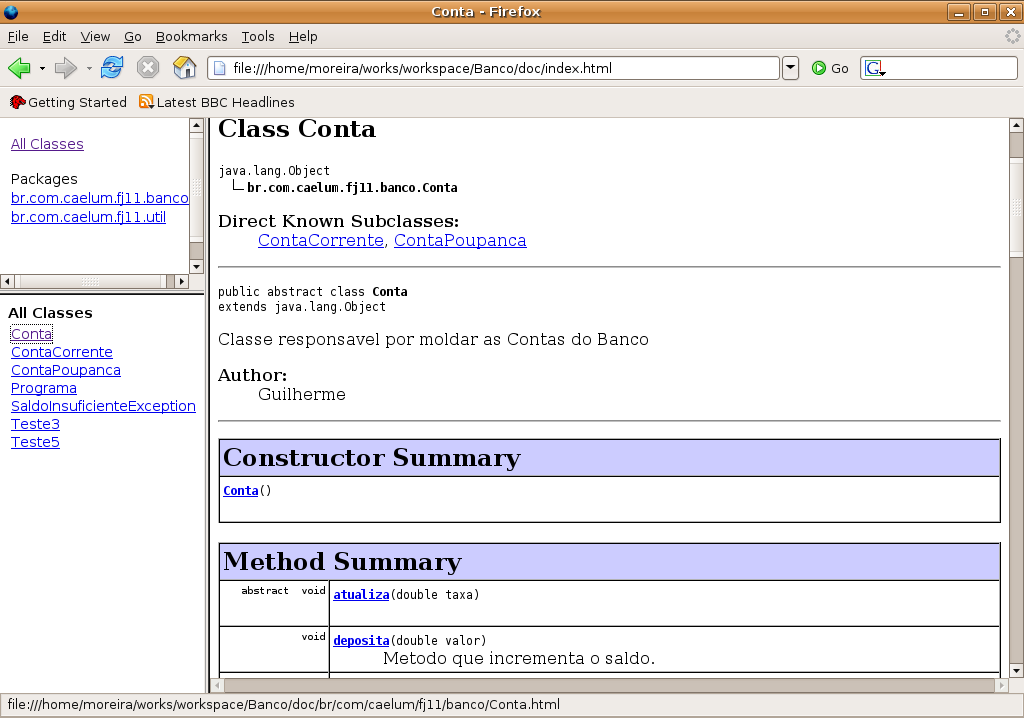 Conta - Firefox
File Edit View Go Bookmarks Tools Help
file:///home/moreira/works/workspace/Banco/doc/index.html Go G
Getting Started Latest BBC Headlines
All Classes
Packages
br.com.caelum.fj11.banco
br.com.caelum.fj11.util
All Classes
Conta
ContaCorrente
ContaPoupanca
Programa
SaldoInsuficienteException
Teste3
Teste5
Class Conta
java.lang.Object
br.com.caelum.fj11.banco.Conta
Direct Known Subclasses:
ContaCorrente, ContaPoupanca
public abstract class Conta
extends java.lang.Object
Classe responsavel por moldar as Contas do Banco
Author:
Guilherme
Constructor Summary
Conta()
Method Summary
abstract void atualiza(double taxa)
void deposita(double valor)
Metodo que incrementa o saldo.
file:///home/moreira/works/workspace/Banco/doc/br/com/caelum/fj11/banco/Conta.html